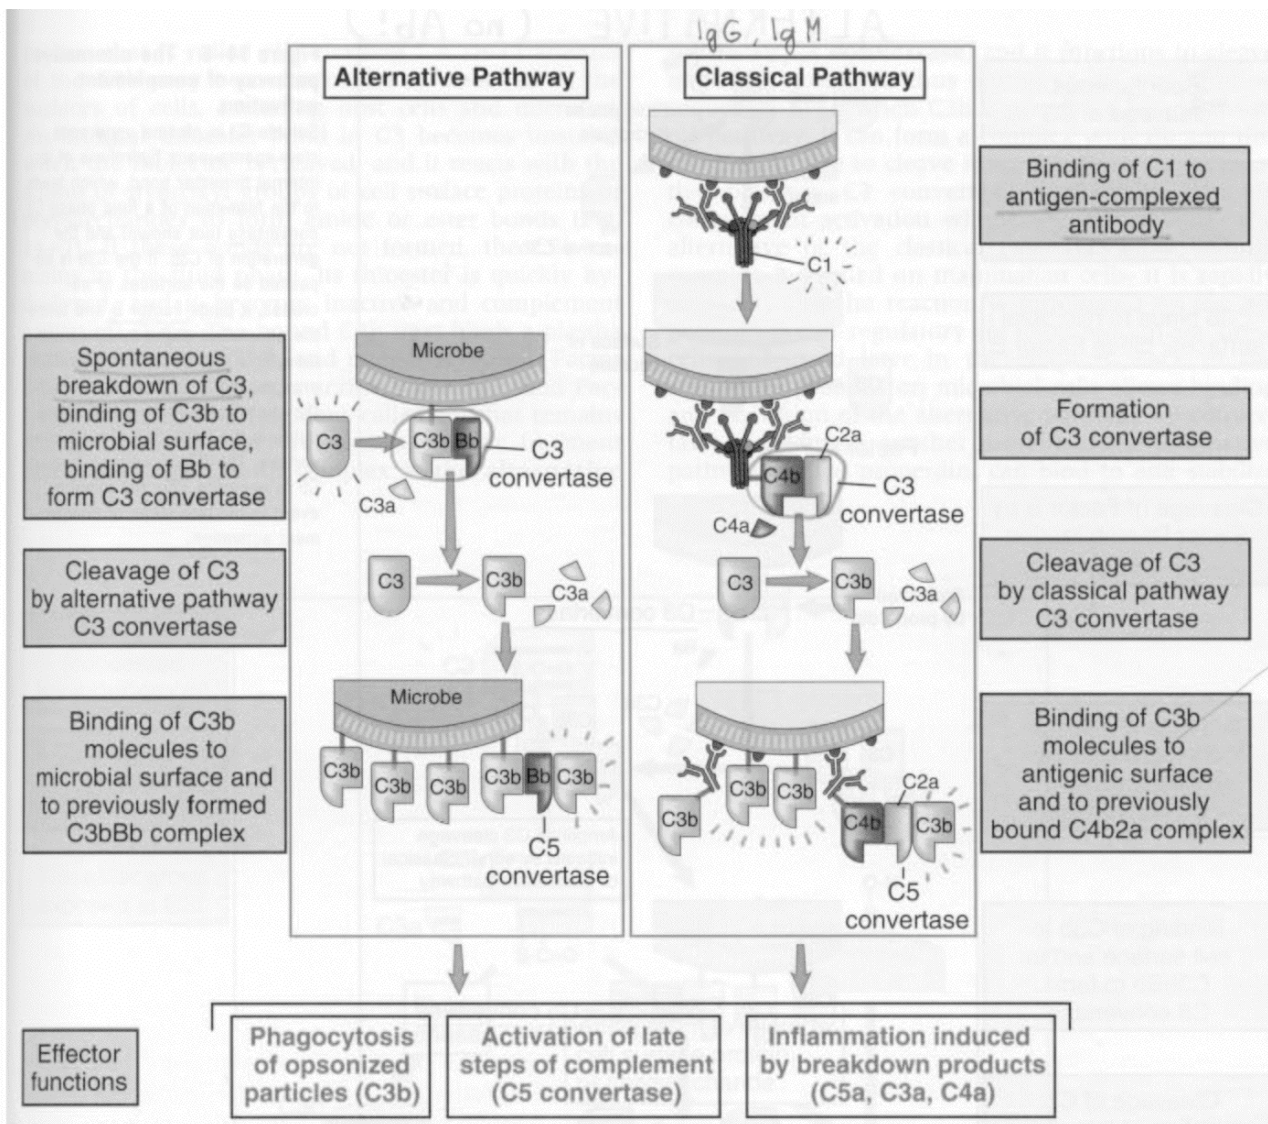 IgG, IgM
Alternative Pathway
Classical Pathway
Binding of C1 to
antigen-complexed
antibody
C1
Spontaneous
breakdown of C3,
binding of C3b to
microbial surface,
binding of Bb to
form C3 convertase
Microbe
C3
C3b
Bb
C3
convertase
C3a
C2a
C4b
C3
convertase
C4a
Formation
of C3 convertase
Cleavage of C3
by alternative pathway
C3 convertase
C3
C3b
C3a
C3
C3b
C3a
Cleavage of C3
by classical pathway
C3 convertase
Binding of C3b
molecules to
microbial surface and
to previously formed
C3bBb complex
Microbe
C3b
C3b
C3b
C3b
Bb
C3b
C5
convertase
C3b
C3b
C3b
C2a
C4b
C3b
C5
convertase
Binding of C3b
molecules to
antigenic surface
and to previously
bound C4b2a complex
Effector
functions
Phagocytosis
of opsonized
particles (C3b)
Activation of late
steps of complement
(C5 convertase)
Inflammation induced
by breakdown products
(C5a, C3a, C4a)